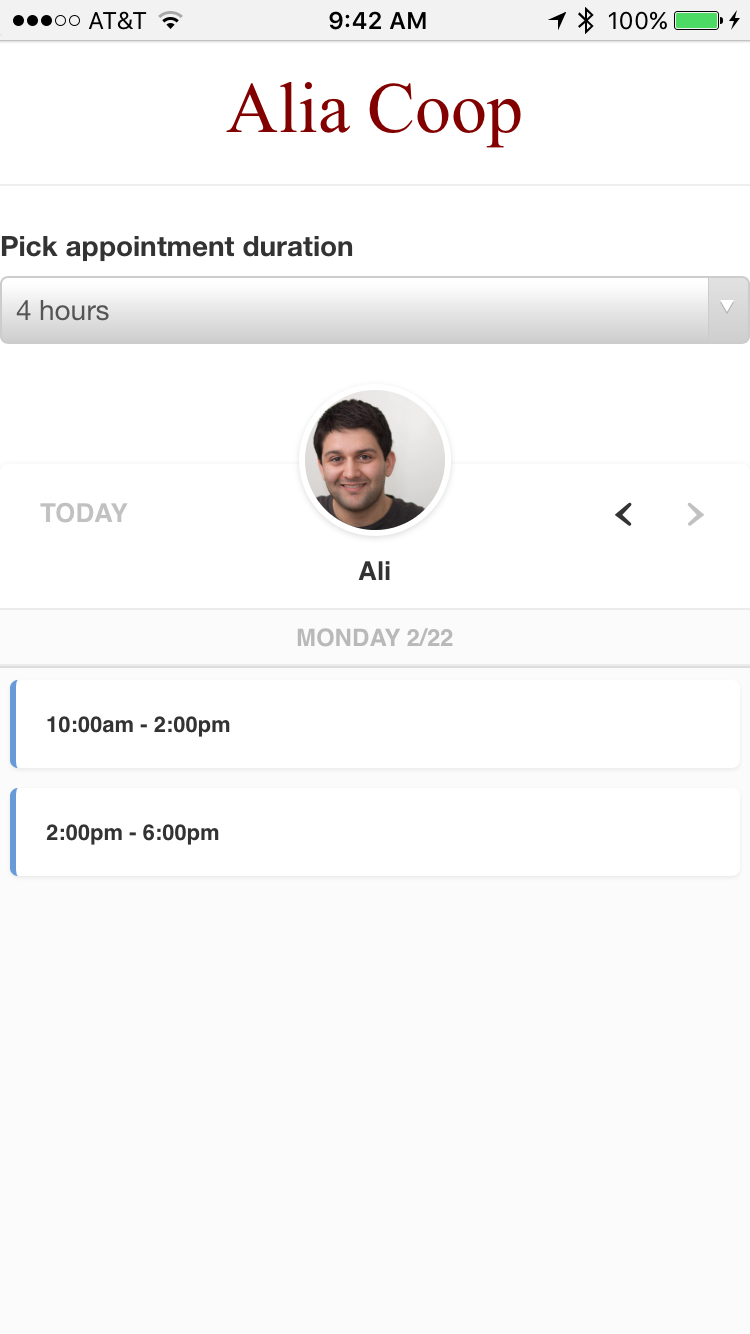 AT&T 9:42 AM 100%
Alia Coop
Pick appointment duration
4 hours
TODAY
Ali
MONDAY 2/22
10:00am - 2:00pm
2:00pm - 6:00pm